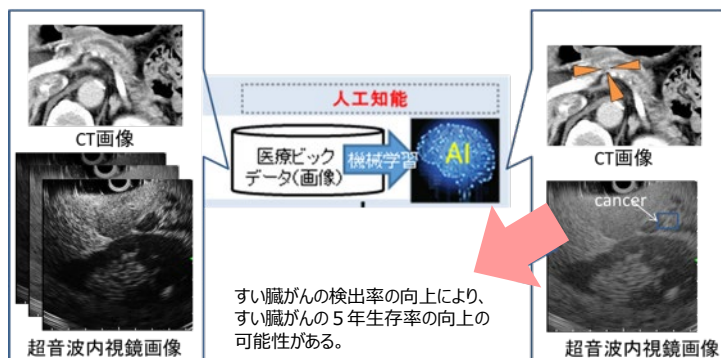 CT画像
超音波内視鏡画像
人工知能
医療ビック
データ(画像)
機械学習
AI
すい臓がんの検出率の向上により、
すい臓がんの５年生存率の向上の
可能性がある。
CT画像
cancer
超音波内視鏡画像